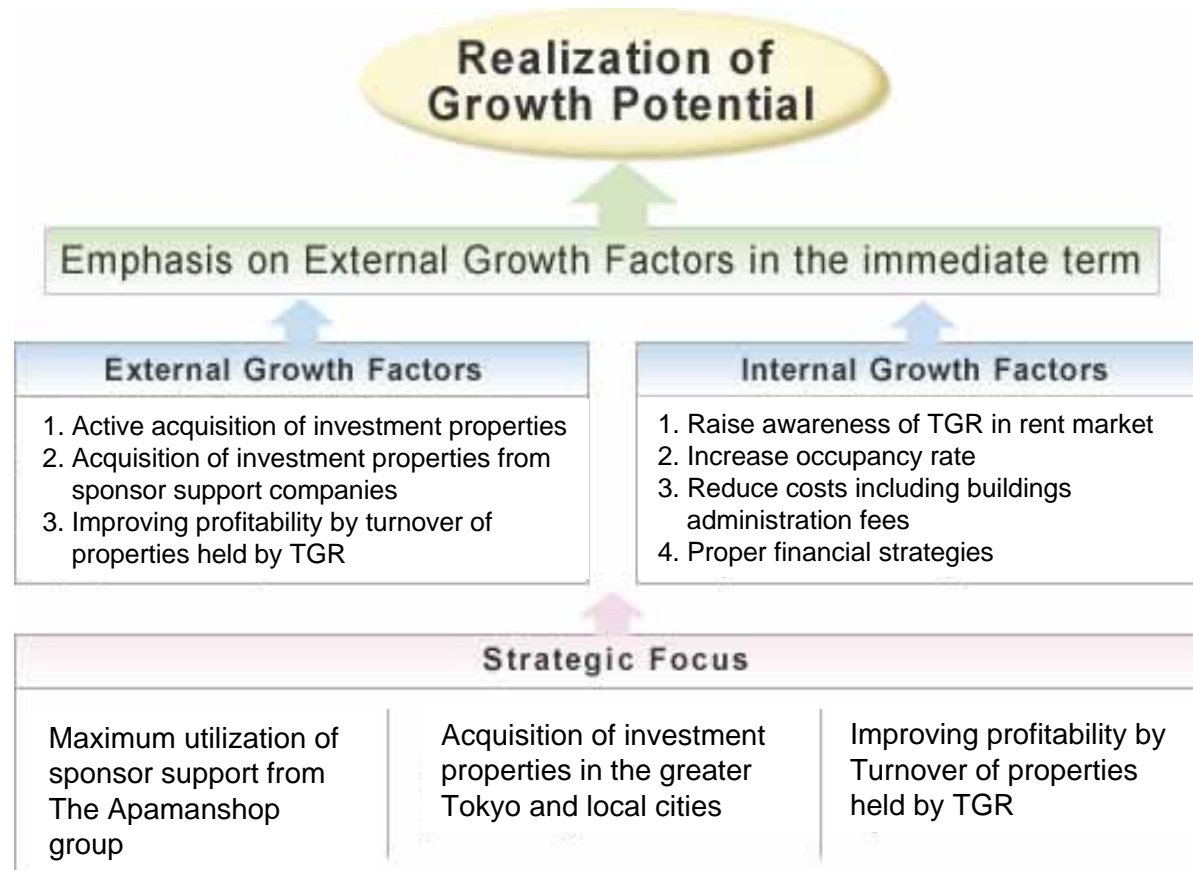 Realization of
Growth Potential
Emphasis on External Growth Factors in the immediate term
External Growth Factors
1. Active acquisition of investment properties
2. Acquisition of investment properties from
sponsor support companies
3. Improving profitability by turnover of
properties held by TGR
Internal Growth Factors
1. Raise awareness of TGR in rent market
2. Increase occupancy rate
3. Reduce costs including buildings
administration fees
4. Proper financial strategies
Strategic Focus
Maximum utilization of
sponsor support from
The Apamanshop
group
Acquisition of investment
properties in the greater
Tokyo and local cities
Improving profitability by
Turnover of properties
held by TGR